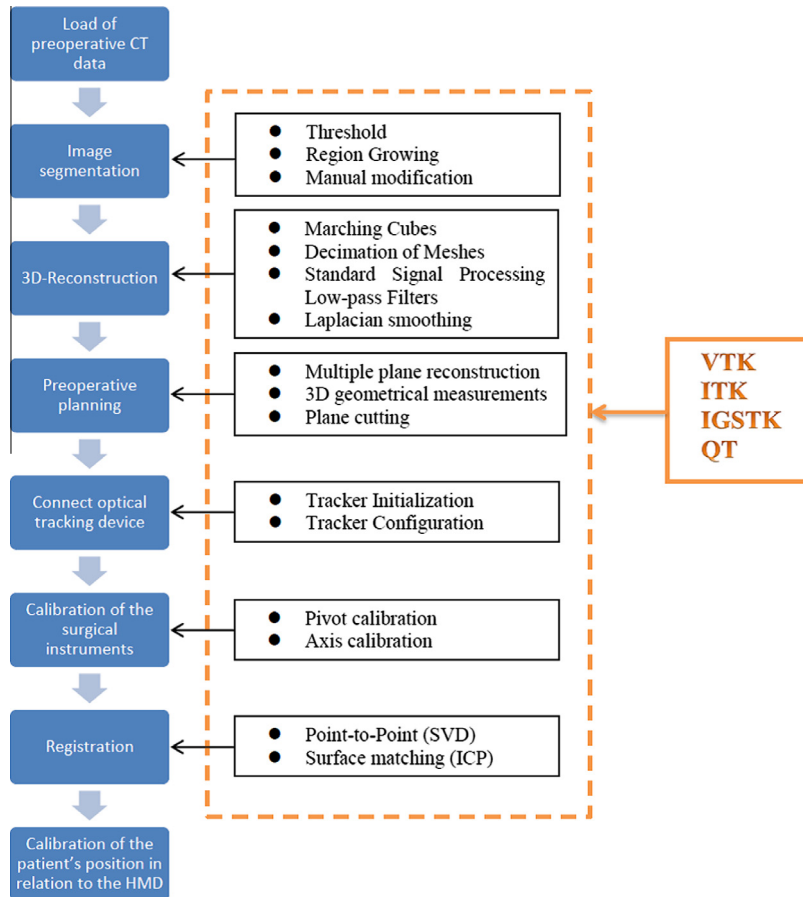 Load of
preoperative CT
data
Image
segmentation
● Threshold
● Region Growing
● Manual modification
3D-Reconstruction
● Marching Cubes
● Decimation of Meshes
● Standard Signal Processing
Low-pass Filters
● Laplacian smoothing
Preoperative
planning
● Multiple plane reconstruction
● 3D geometrical measurements
● Plane cutting
VTK
ITK
IGSTK
QT
Connect optical
tracking device
● Tracker Initialization
● Tracker Configuration
Calibration of the
surgical
instruments
● Pivot calibration
● Axis calibration
Registration
● Point-to-Point (SVD)
● Surface matching (ICP)
Calibration of the
patient's position in
relation to the HMD